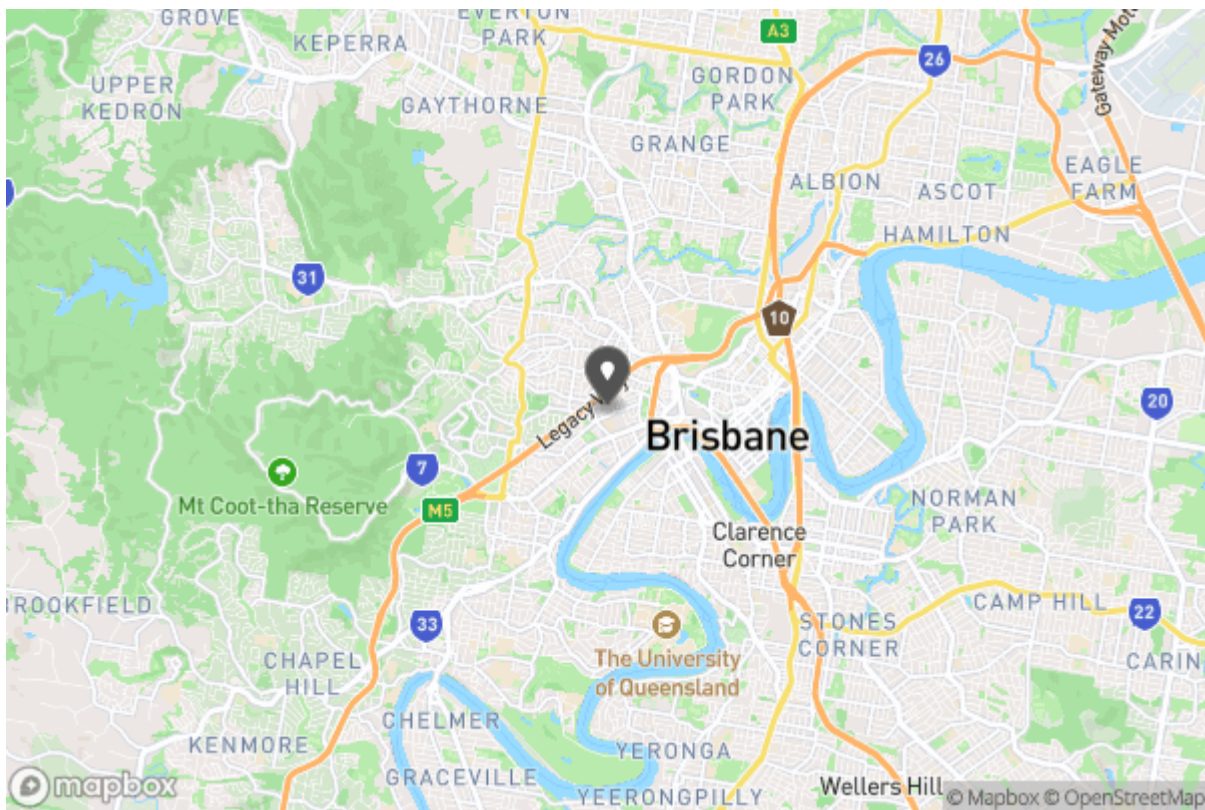 GROVE
KEPERRA
EVERTON
PARK
A3
26
Gateway Moto
UPPER
KEDRON
GAYTHORNE
GORDON
PARK
GRANGE
ALBION
ASCOT
EAGLE
FARM
HAMILTON
31
10
Legacy W y
20
Brisbane
7
Mt Coot-tha Reserve
M5
NORMAN
PARK
Clarence
Corner
BROOKFIELD
33
CAMP HILL
22
STONES
CORNER
CHAPEL
HILL
The University
of Queensland
CARIN
CHELMER
KENMORE
YERONGA
GRACEVILLE
YEERONGPILLY
Wellers Hill
mapbox
© Mapbox © OpenStreetMap